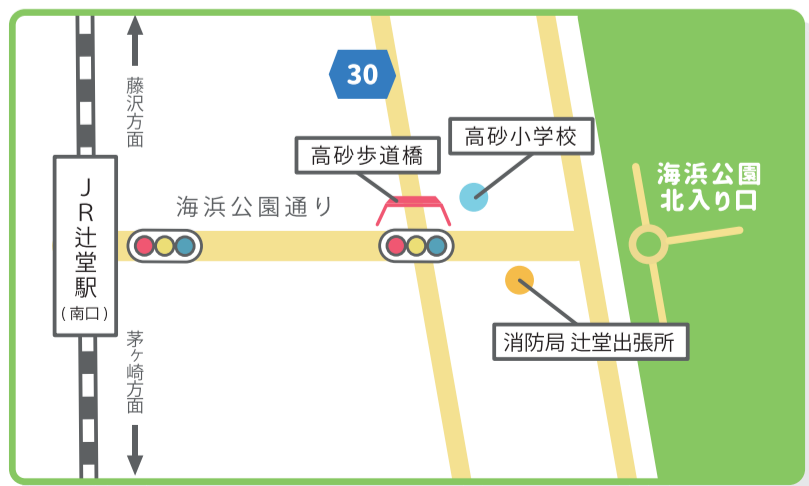 藤沢方面
30
高砂小学校
高砂歩道橋
海浜公園
北入り口
海浜公園通り
JR辻堂駅
(南口)
消防局 辻堂出張所
茅ヶ崎方面